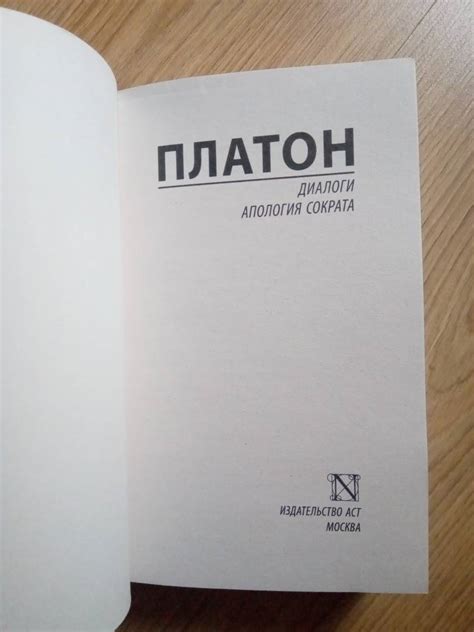 ПЛАТОН
ДИАЛОГИ
АПОЛОГИЯ СОКРАТА
N
ИЗДАТЕЛЬСТВО АСТ
МОСКВА